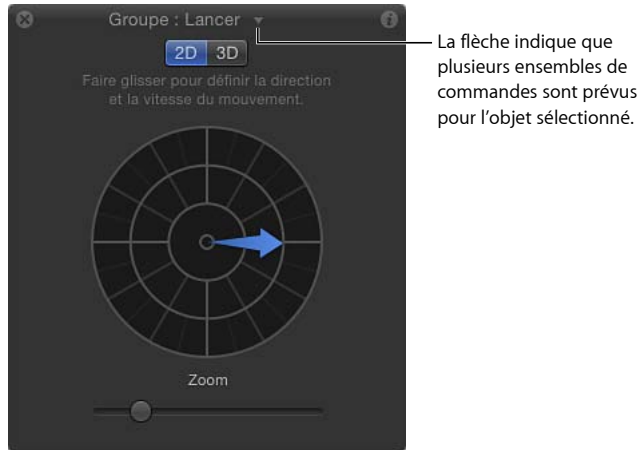 Groupe : Lancer
2D 3D
Faire glisser pour définir la direction
et la vitesse du mouvement.
Zoom
La flèche indique que
plusieurs ensembles de
commandes sont prévus
pour l'objet sélectionné.